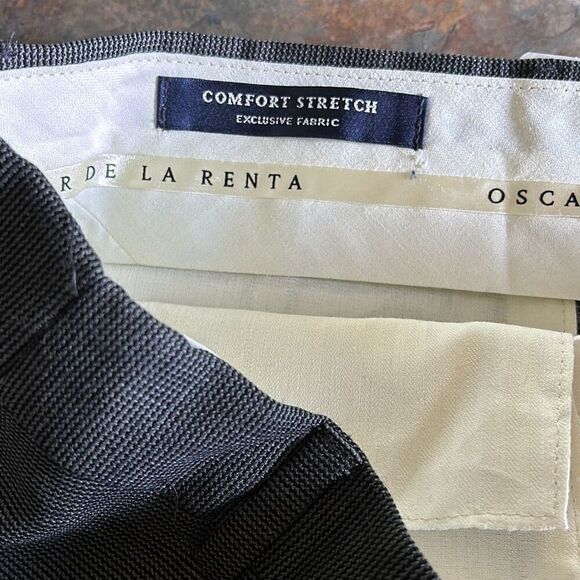 COMFORT STRETCH
EXCLUSIVE FABRIC
R DE LA RENTA OSCA